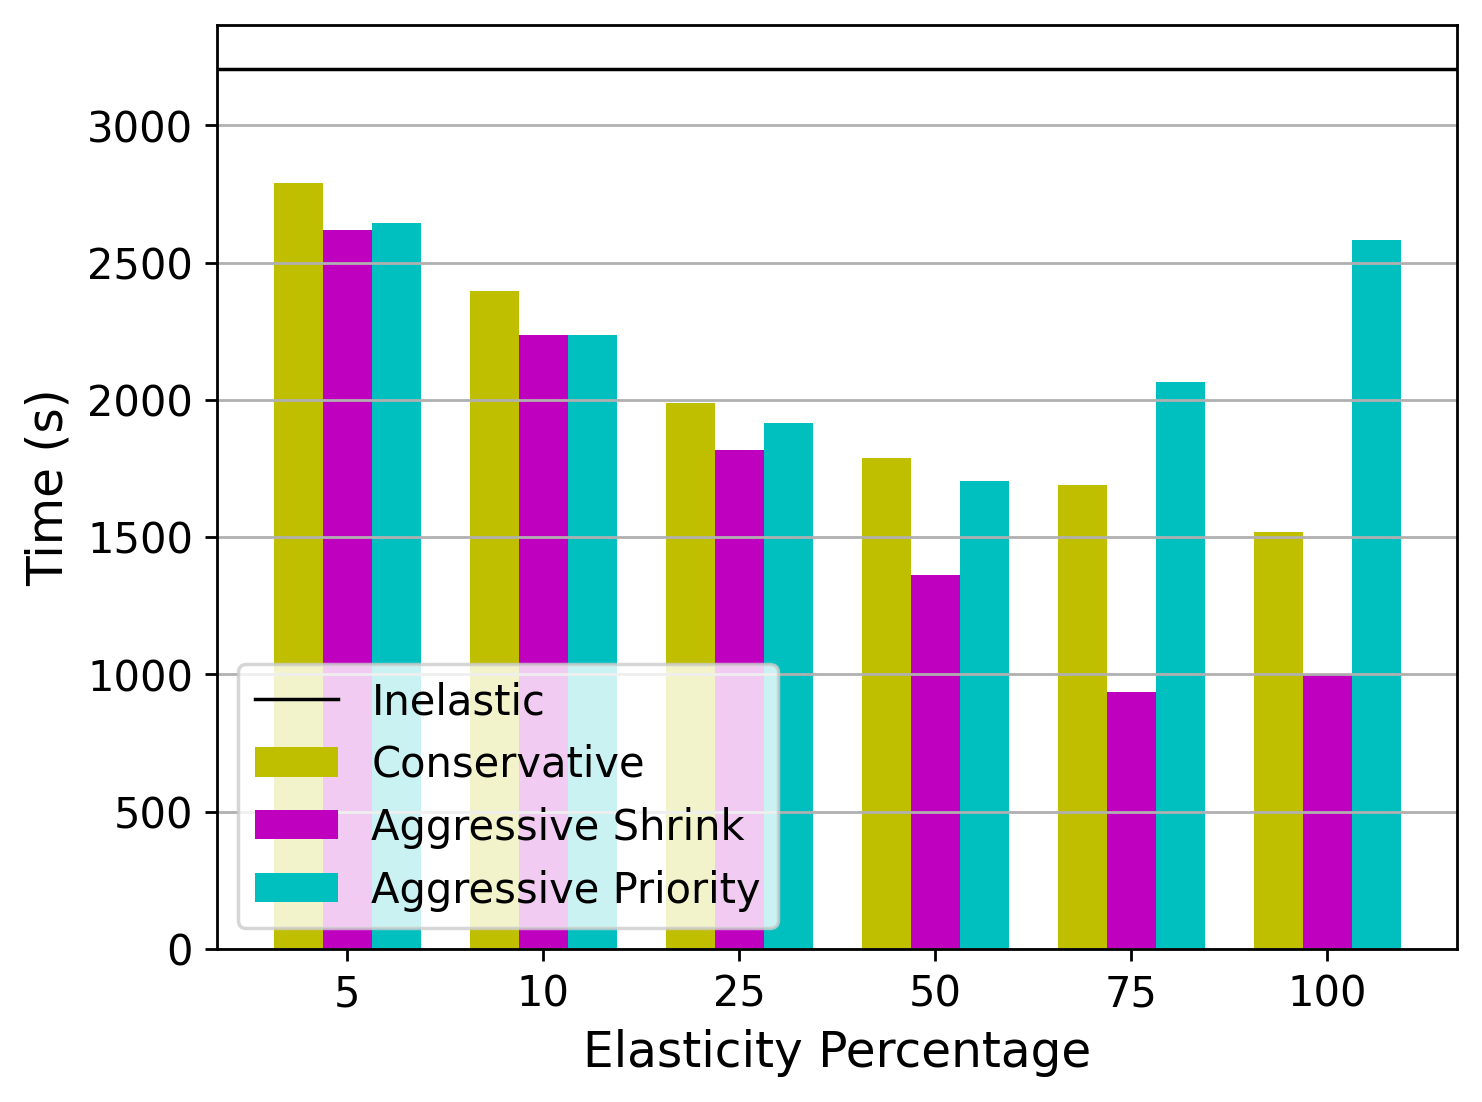 3000
2500
2000
1500
1000
500
0
Time (s)
Inelastic
Conservative
Aggressive Shrink
Aggressive Priority
5 10 25 50 75 100
Elasticity Percentage